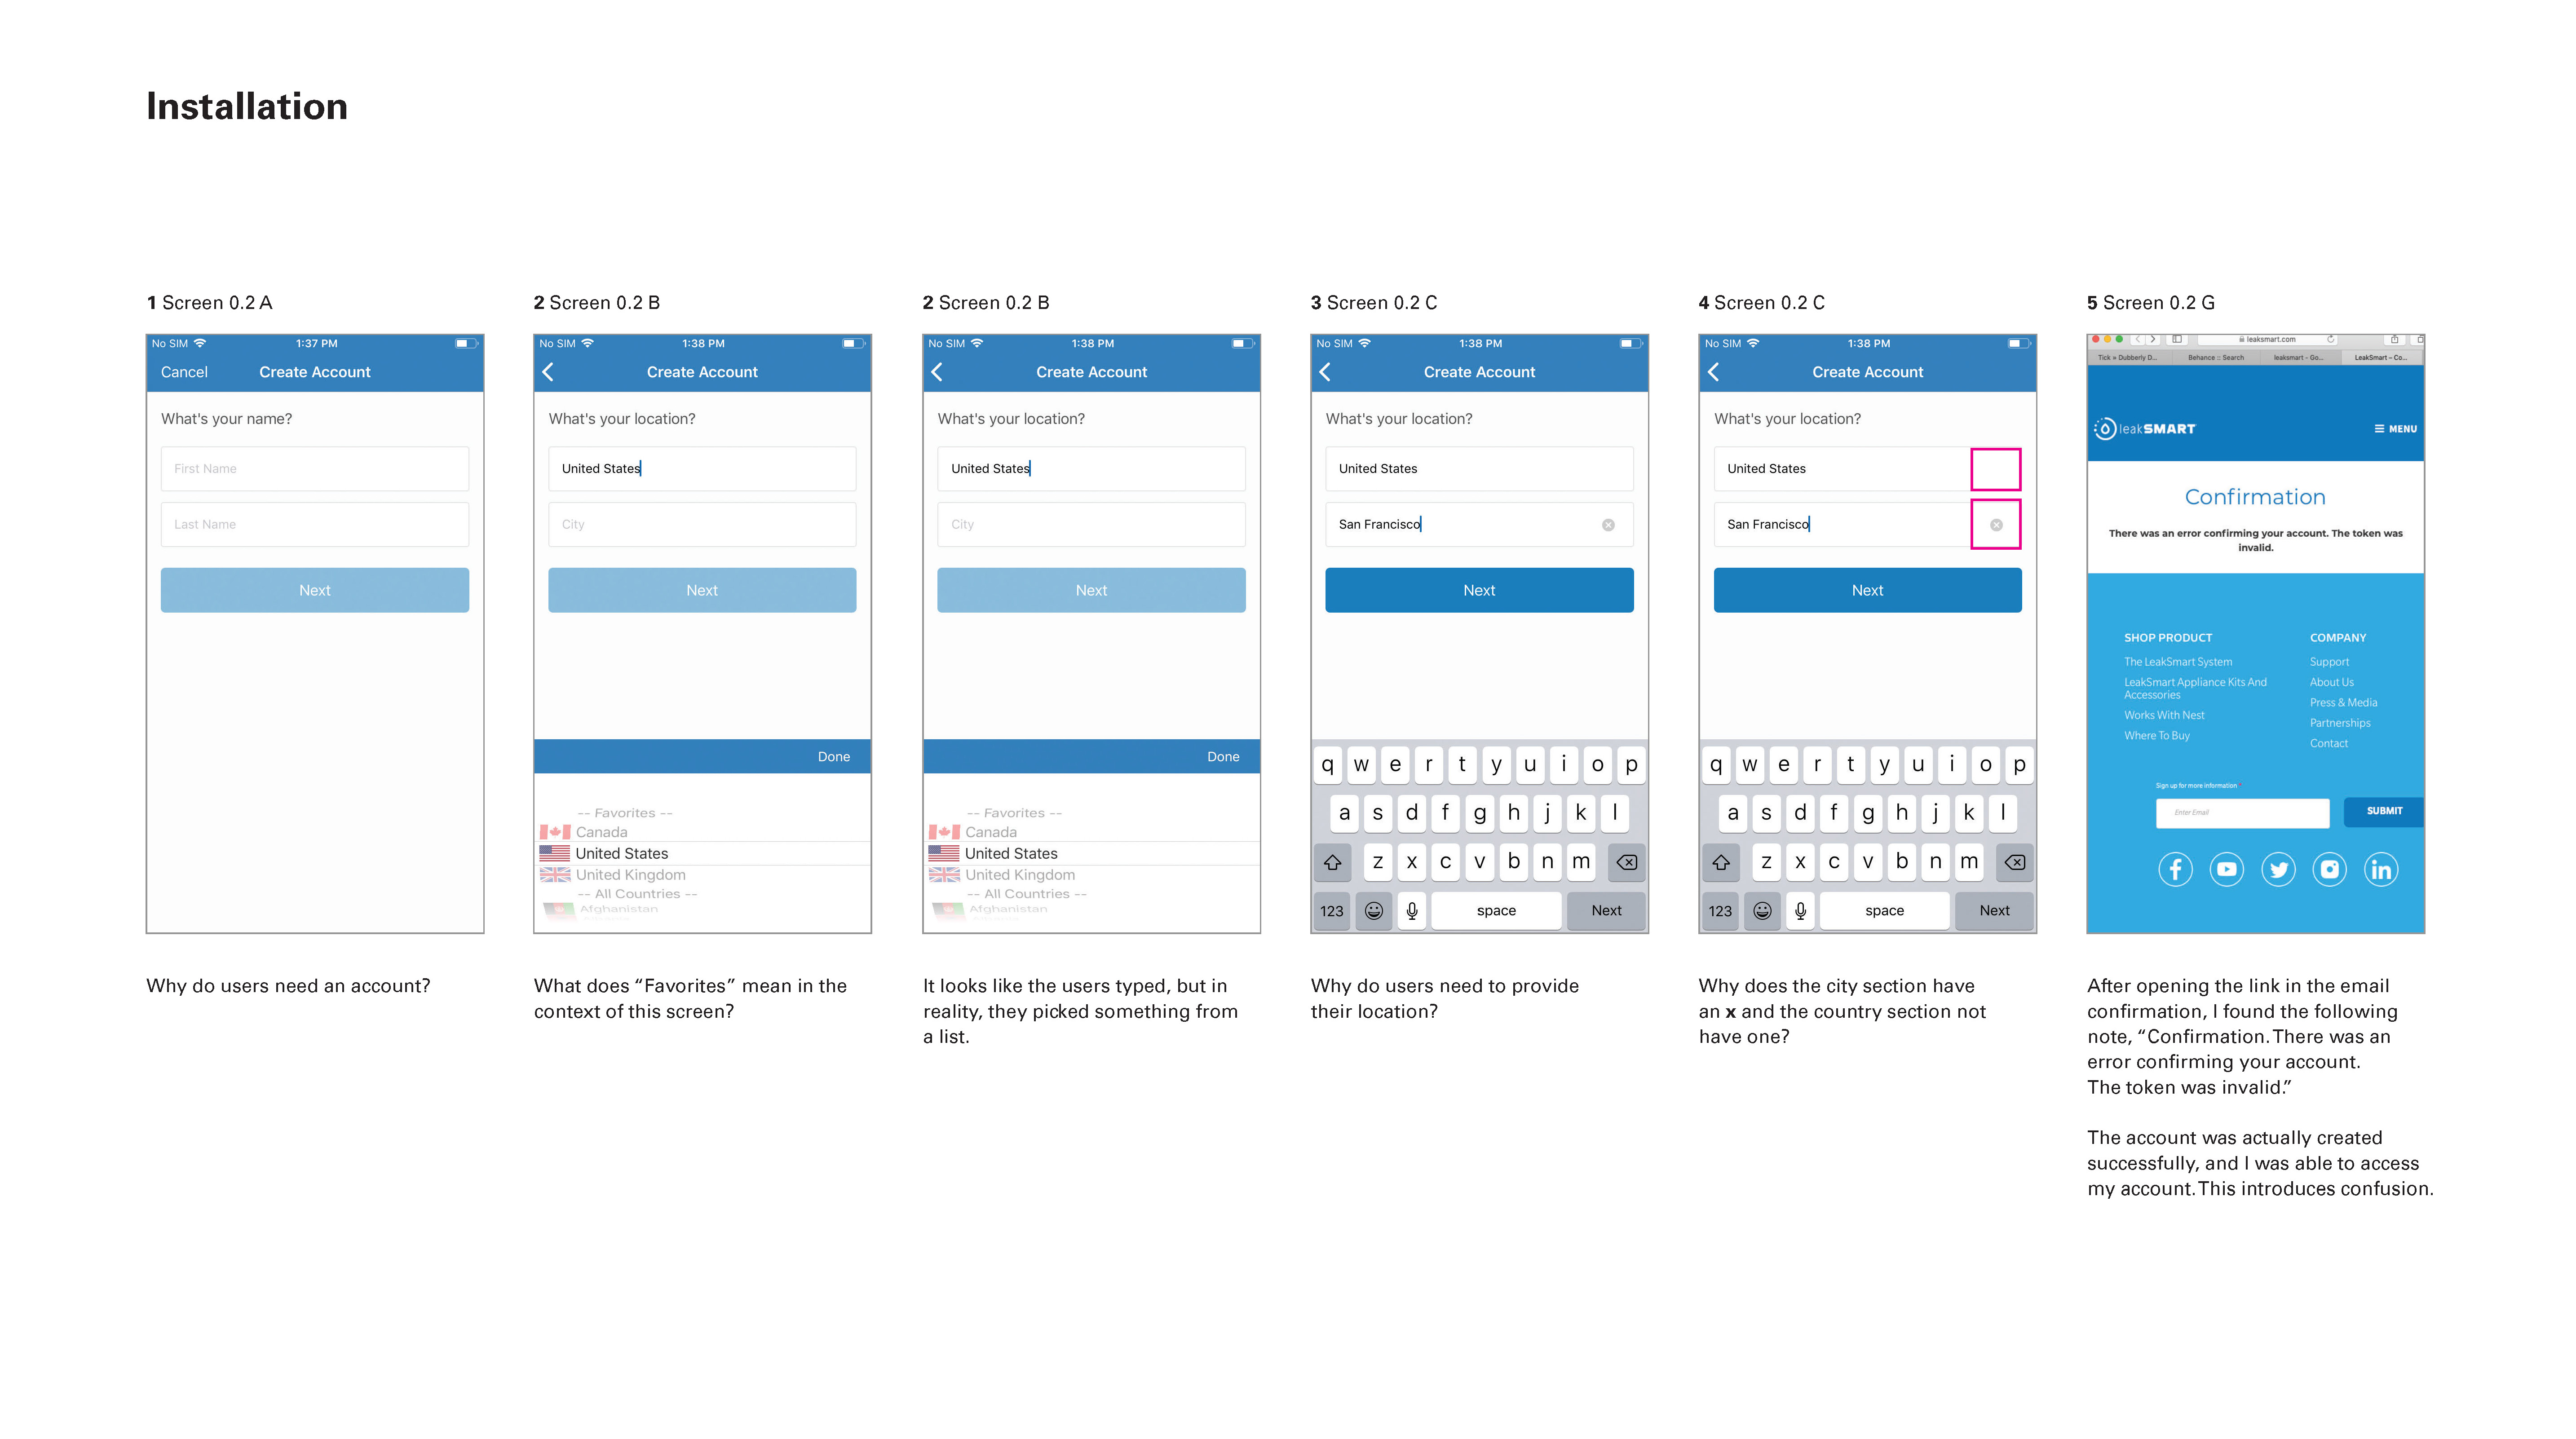 Installation
1 Screen 0.2 A
No SIM 1:37 PM
Cancel Create Account
What's your name?
First Name
Last Name
Next
Why do users need an account?
2 Screen 0.2 B
No SIM 1:38 PM
Create Account
What's your location?
United States
City
Next
Done
-- Favorites --
Canada
United States
United Kingdom
-- All Countries --
Afghanistan
What does “Favorites” mean in the
context of this screen?
2 Screen 0.2 B
No SIM 1:38 PM
Create Account
What's your location?
United States
City
Next
Done
-- Favorites --
Canada
United States
United Kingdom
-- All Countries --
Afghanistan
It looks like the users typed, but in
reality, they picked something from
a list.
3 Screen 0.2 C
No SIM 1:38 PM
Create Account
What's your location?
United States
San Francisco
Next
q w e r t y u i o p
a s d f g h j k l
z x c v b n m
123 space Next
Why do users need to provide
their location?
4 Screen 0.2 C
No SIM 1:38 PM
Create Account
What's your location?
United States
San Francisco
Next
q w e r t y u i o p
a s d f g h j k l
z x c v b n m
123 space Next
Why does the city section have
an x and the country section not
have one?
5 Screen 0.2 G
leaksmart.com
Tick » Dubberly D... Behance :: Search leaksmart - Go... LeakSmart – Co...
leakSMART MENU
Confirmation
There was an error confirming your account. The token was
invalid.
SHOP PRODUCT
The LeakSmart System
LeakSmart Appliance Kits And
Accessories
Works With Nest
Where To Buy
COMPANY
Support
About Us
Press & Media
Partnerships
Contact
Sign up for more information *
Enter Email SUBMIT
After opening the link in the email
confirmation, I found the following
note, “Confirmation. There was an
error confirming your account.
The token was invalid.”
The account was actually created
successfully, and I was able to access
my account. This introduces confusion.